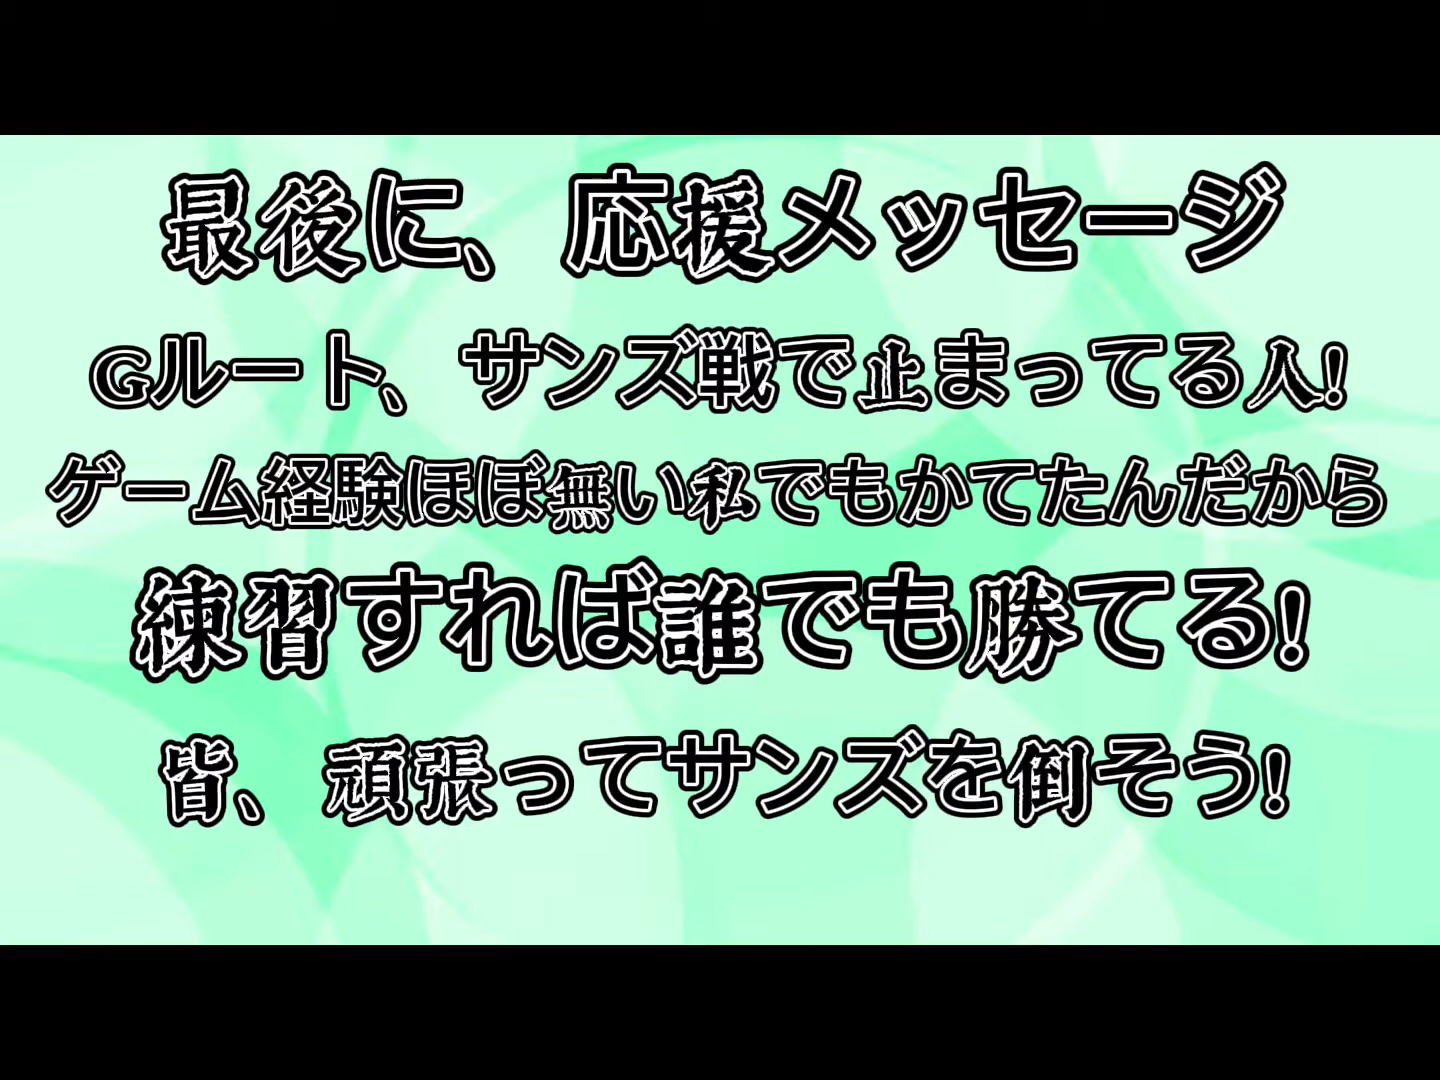 最後に、応援メッセージ
Gルート、サンズ戦で止まってる人!
ゲーム経験ほぼ無い私でもかてたんだから
練習すれば誰でも勝てる!
皆、頑張ってサンズを倒そう!